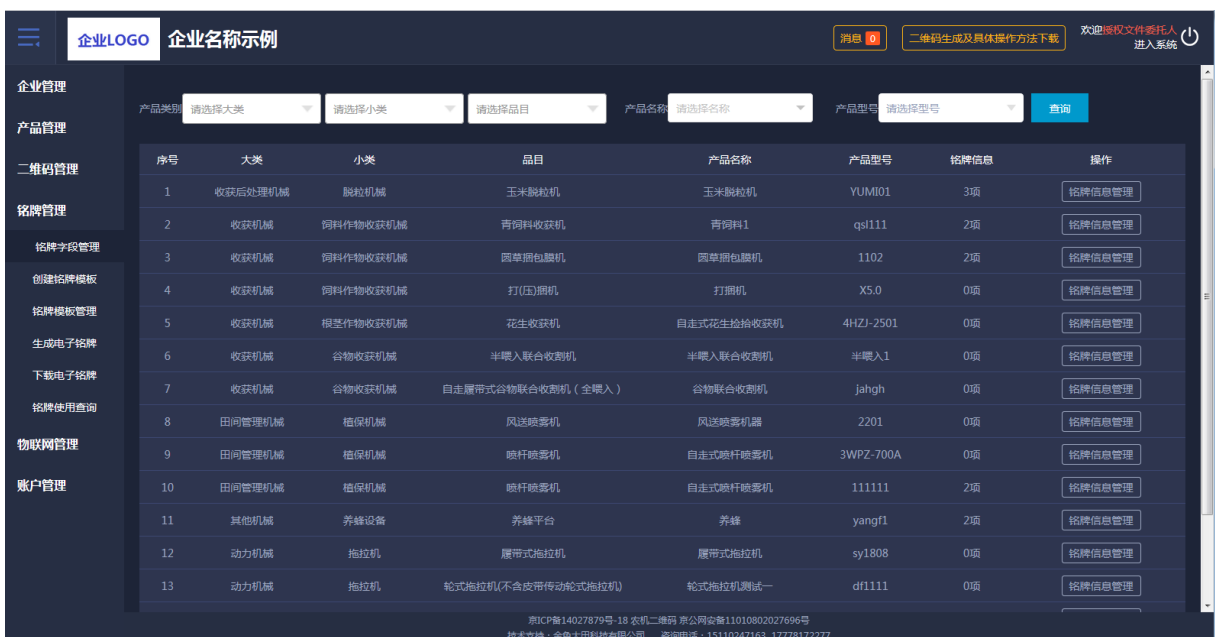 企业LOGO 企业名称示例 消息 0 二维码生成及具体操作方法下载 欢迎授权文件委托人
进入系统
企业管理
产品管理
二维码管理
铭牌管理
铭牌字段管理
创建铭牌模板
铭牌模板管理
生成电子铭牌
下载电子铭牌
铭牌使用查询
物联网管理
账户管理
产品类别 请选择大类 请选择小类 请选择品目 产品名称 请选择名称 产品型号 请选择型号 查询
序号 大类 小类 品目 产品名称 产品型号 铭牌信息 操作
1 收获后处理机械 脱粒机械 玉米脱粒机 玉米脱粒机 YUMI01 3项 铭牌信息管理
2 收获机械 饲料作物收获机械 青饲料收获机 青饲料1 qsl111 2项 铭牌信息管理
3 收获机械 饲料作物收获机械 圆草捆包膜机 圆草捆包膜机 1102 2项 铭牌信息管理
4 收获机械 饲料作物收获机械 打(压)捆机 打捆机 X5.0 0项 铭牌信息管理
5 收获机械 根茎作物收获机械 花生收获机 自走式花生捡拾收获机 4HZJ-2501 0项 铭牌信息管理
6 收获机械 谷物收获机械 半喂入联合收割机 半喂入联合收割机 半喂入1 0项 铭牌信息管理
7 收获机械 谷物收获机械 自走履带式谷物联合收割机（全喂入） 谷物联合收割机 jahgh 0项 铭牌信息管理
8 田间管理机械 植保机械 风送喷雾机 风送喷雾机器 2201 0项 铭牌信息管理
9 田间管理机械 植保机械 喷杆喷雾机 自走式喷杆喷雾机 3WPZ-700A 0项 铭牌信息管理
10 田间管理机械 植保机械 喷杆喷雾机 自走式喷杆喷雾机 111111 2项 铭牌信息管理
11 其他机械 养蜂设备 养蜂平台 养蜂 yangf1 2项 铭牌信息管理
12 动力机械 拖拉机 履带式拖拉机 履带式拖拉机 sy1808 0项 铭牌信息管理
13 动力机械 拖拉机 轮式拖拉机(不含皮带传动轮式拖拉机) 轮式拖拉机测试一 df1111 0项 铭牌信息管理
京ICP备14027879号-18 农机二维码 京公网安备11010802027696号
技术支持：金色大田科技有限公司 咨询电话：15110247163 17778172277